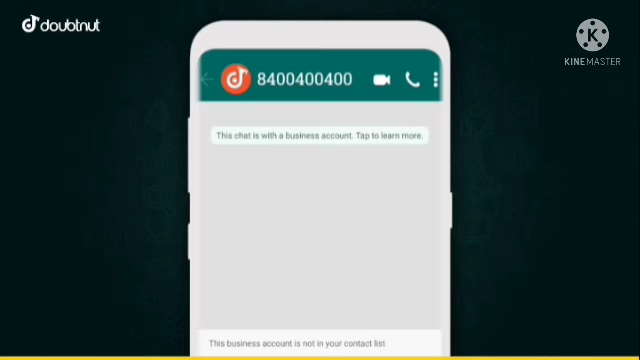 doubtnut
K
KINEMASTER
8400400400
This chat is with a business account. Tap to learn more.
This business account is not in your contact list